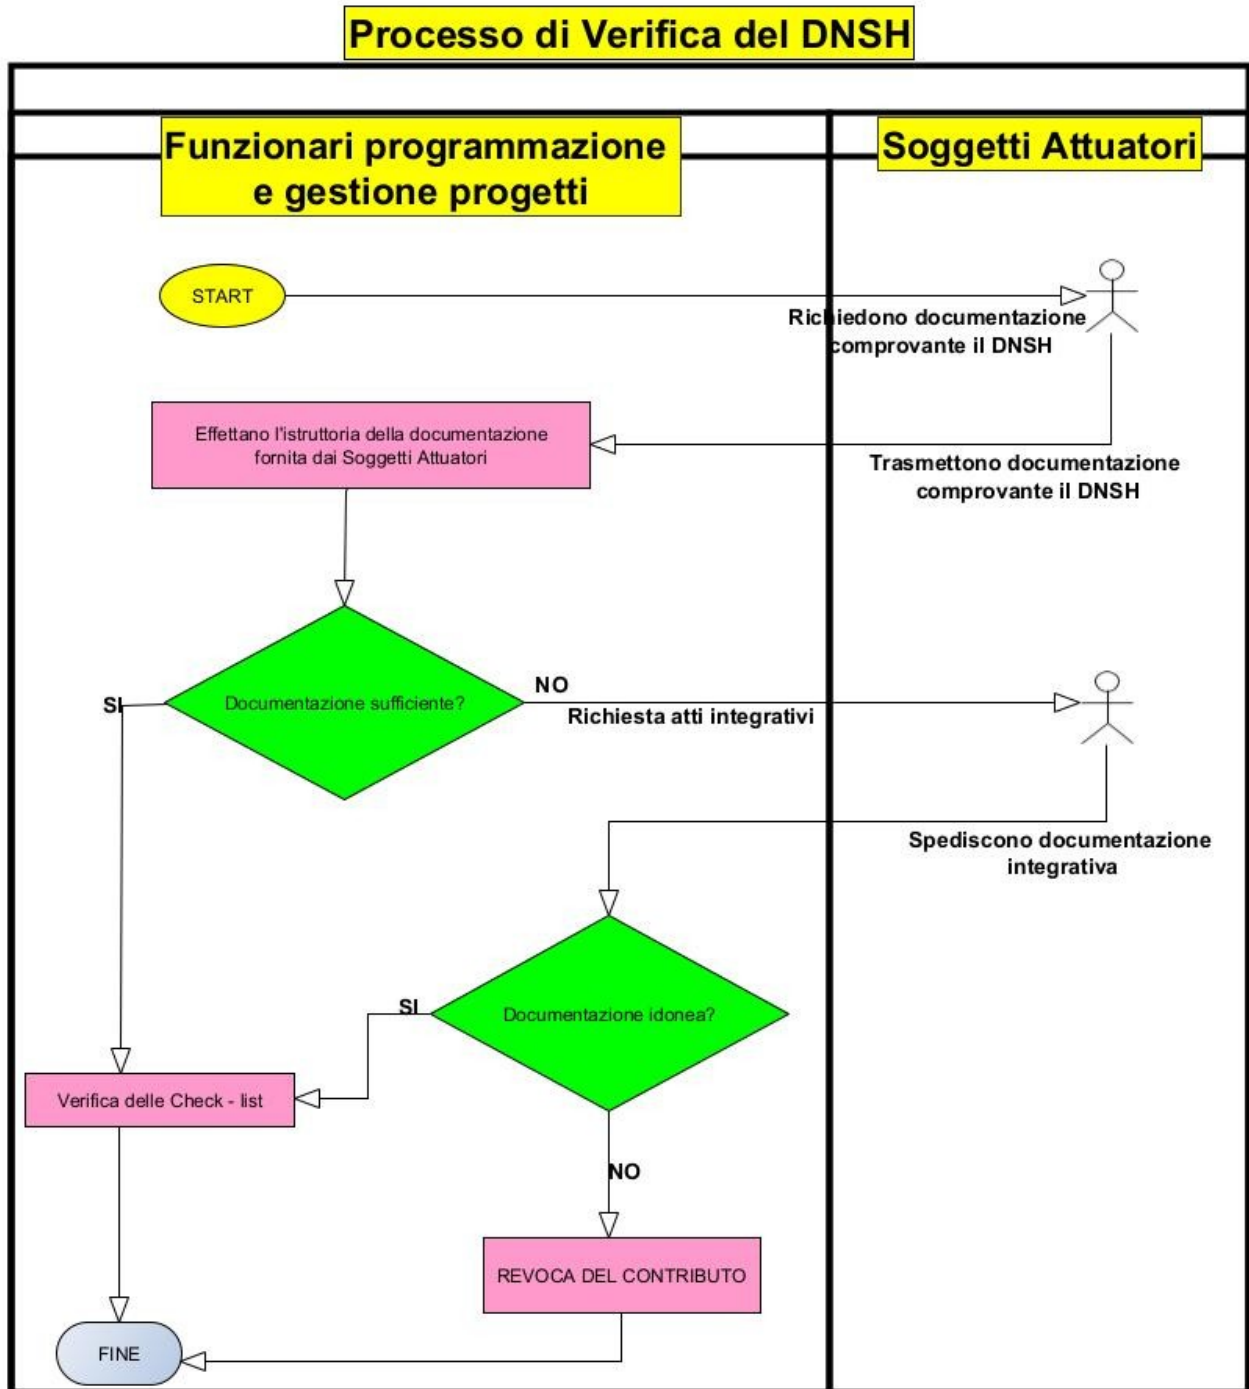 Processo di Verifica del DNSH
Funzionari programmazione
e gestione progetti
Soggetti Attuatori
START
Richiedono documentazione
comprovante il DNSH
Effettano l'istruttoria della documentazione
fornita dai Soggetti Attuatori
Trasmettono documentazione
comprovante il DNSH
Documentazione sufficiente?
SI
NO
Richiesta atti integrativi
Spediscono documentazione
integrativa
Documentazione idonea?
SI
Verifica delle Check - list
NO
REVOCA DEL CONTRIBUTO
FINE